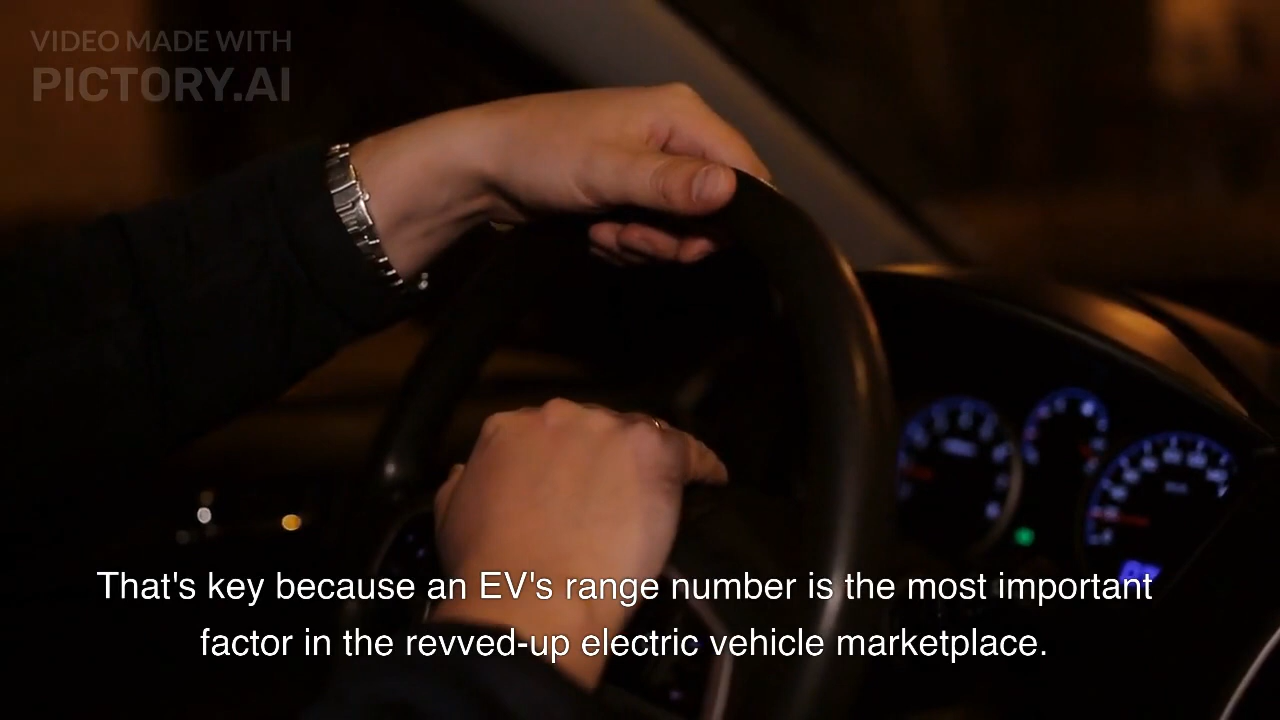 VIDEO MADE WITH
PICTORY.AI
That's key because an EV's range number is the most important
factor in the revved-up electric vehicle marketplace.